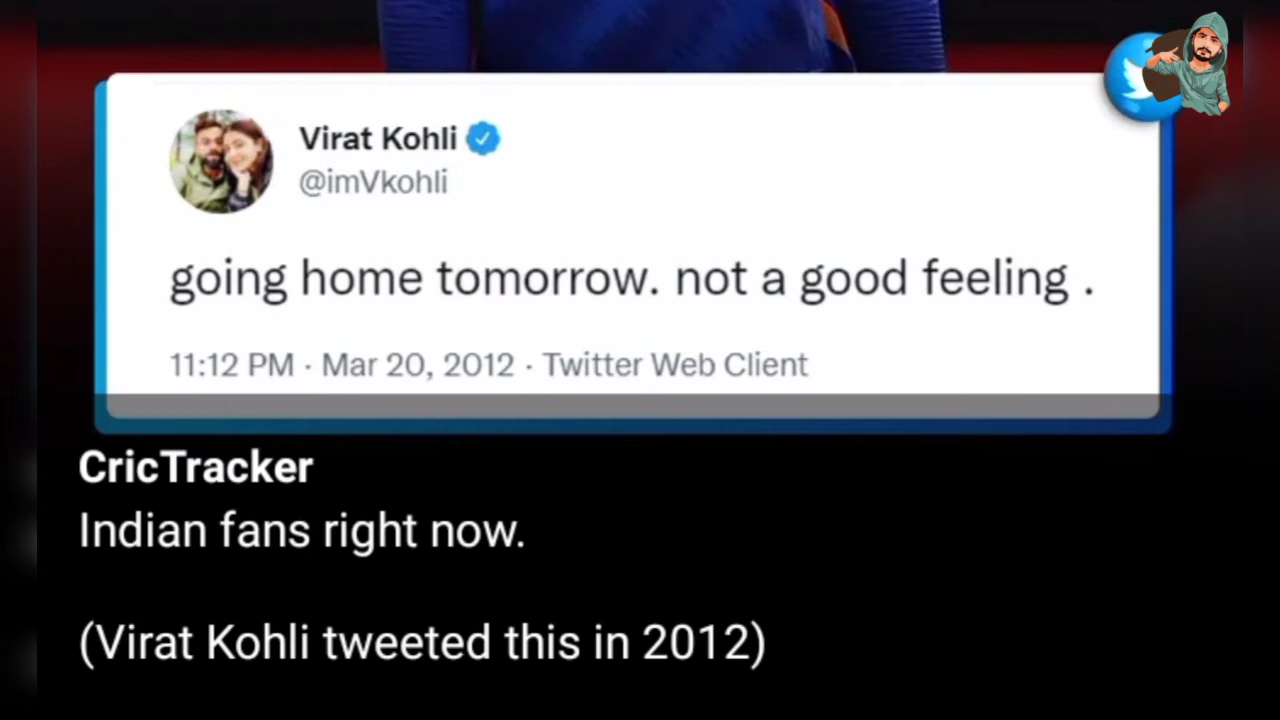 Virat Kohli
@imVkohli
going home tomorrow. not a good feeling .
11:12 PM · Mar 20, 2012 · Twitter Web Client
CricTracker
Indian fans right now.
(Virat Kohli tweeted this in 2012)